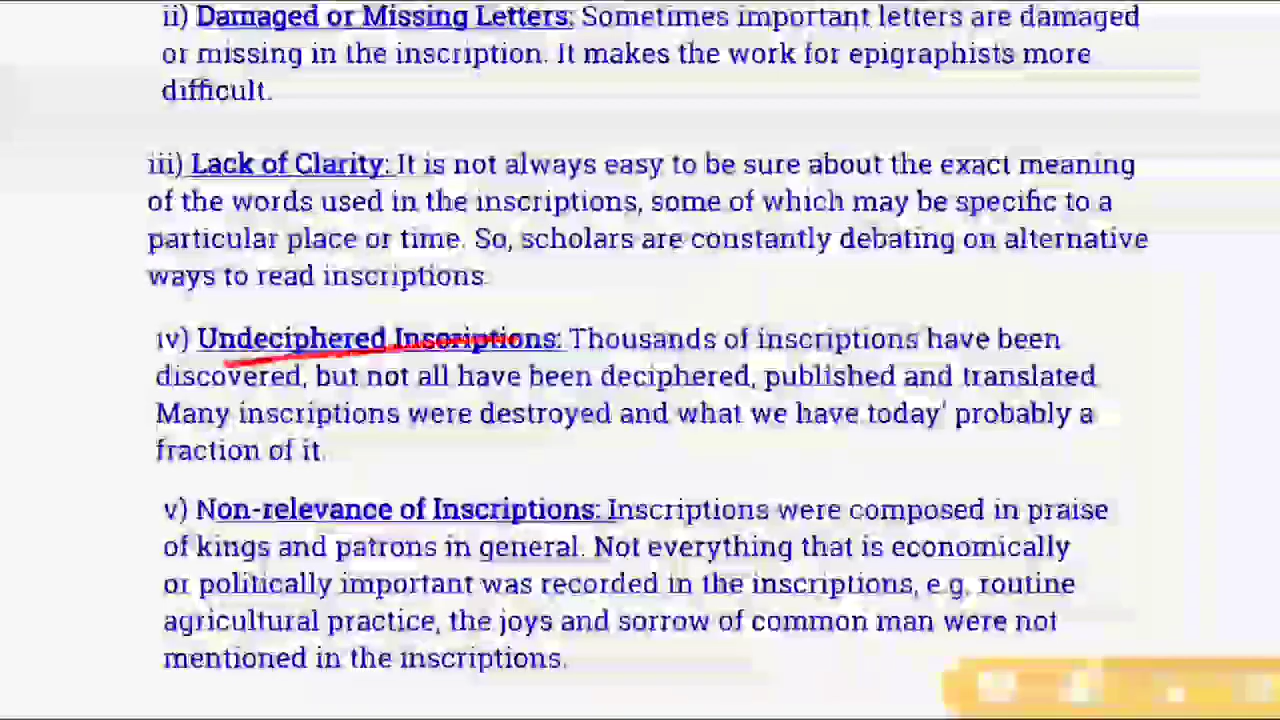 ii) Damaged or Missing Letters: Sometimes important letters are damaged
or missing in the inscription. It makes the work for epigraphists more
difficult.
iii) Lack of Clarity: It is not always easy to be sure about the exact meaning
of the words used in the inscriptions, some of which may be specific to a
particular place or time. So, scholars are constantly debating on alternative
ways to read inscriptions.
iv) Undeciphered Inscriptions: Thousands of inscriptions have been
discovered, but not all have been deciphered, published and translated.
Many inscriptions were destroyed and what we have today' probably a
fraction of it.
v) Non-relevance of Inscriptions: Inscriptions were composed in praise
of kings and patrons in general. Not everything that is economically
or politically important was recorded in the inscriptions, e.g. routine
agricultural practice, the joys and sorrow of common man were not
mentioned in the inscriptions.